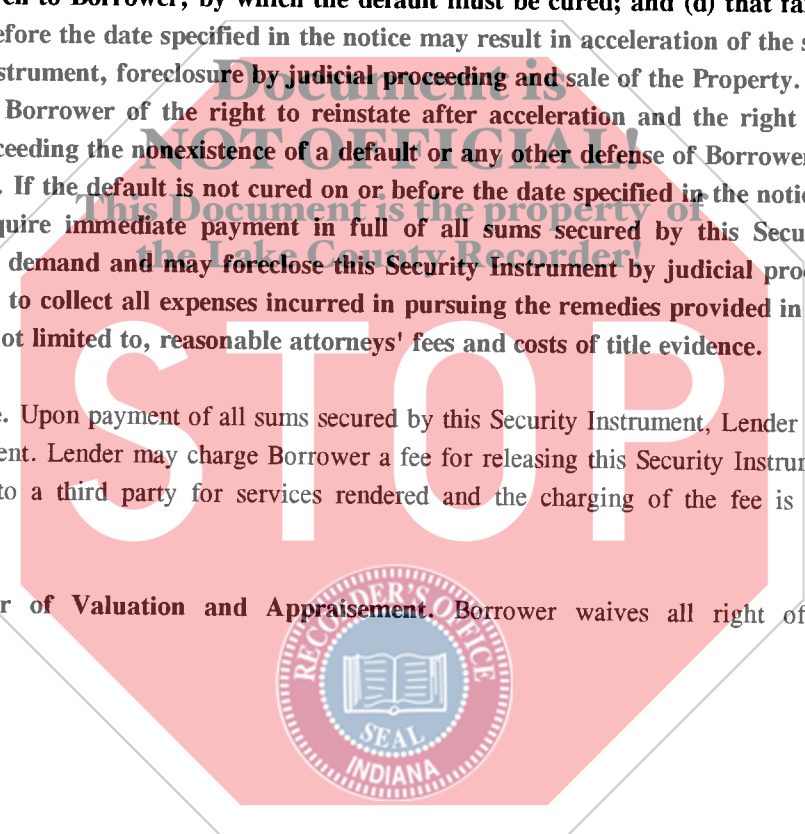 en to Borrower, by which the default must be cured; and (d) that fai
efore the date specified in the notice may result in acceleration of the s
strument, foreclosure by judicial proceeding and sale of the Property.
Document is
Borrower of the right to reinstate after acceleration and the right
NOT OFFICIAL!
ceeding the nonexistence of a default or any other defense of Borrower
. If the default is not cured on or before the date specified in the notic
This Document is the property of
quire immediate payment in full of all sums secured by this Secu
the Lake County Recorder!
demand and may foreclose this Security Instrument by judicial proc
to collect all expenses incurred in pursuing the remedies provided in
ot limited to, reasonable attorneys' fees and costs of title evidence.
STOP
e. Upon payment of all sums secured by this Security Instrument, Lender
ent. Lender may charge Borrower a fee for releasing this Security Instrum
to a third party for services rendered and the charging of the fee is
r of Valuation and Appraisement. Borrower waives all right of
RECORDER'S OFFICE
SEAL
INDIANA